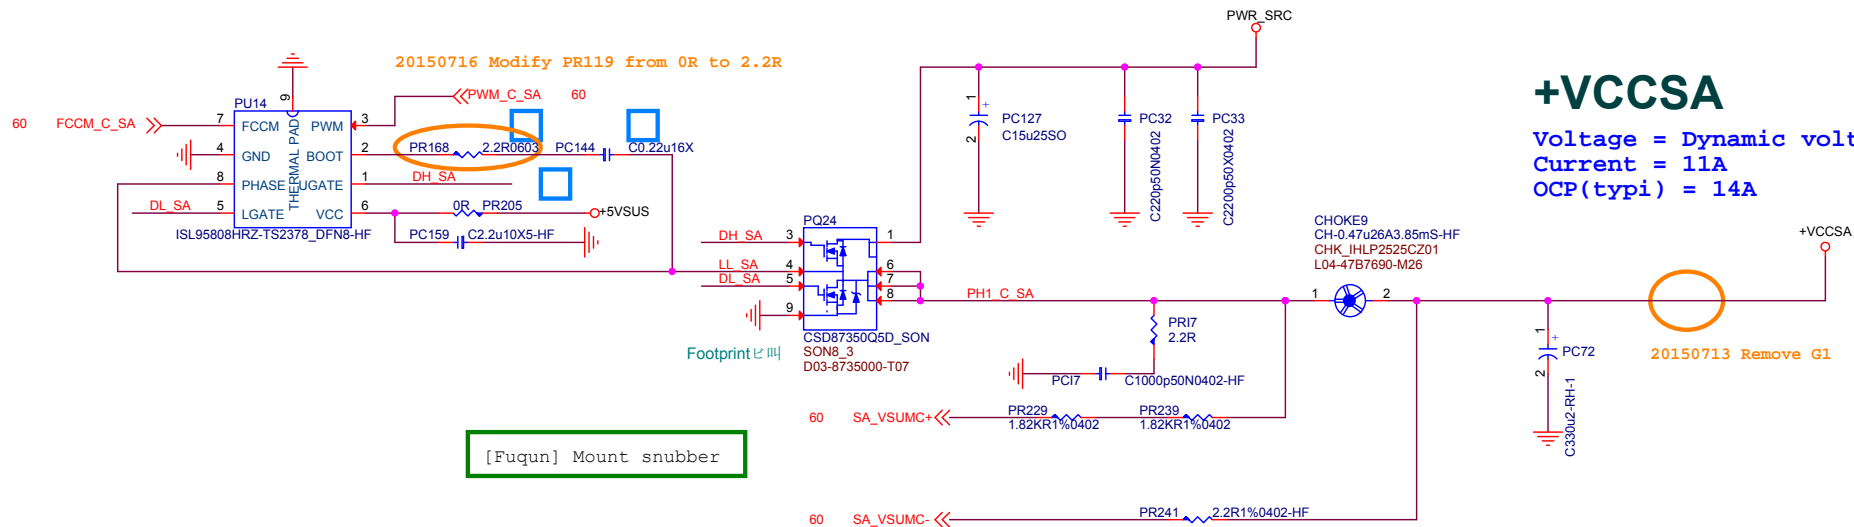 PWR_SRC
20150716 Modify PR119 from 0R to 2.2R
+VCCSA
Voltage = Dynamic volt
Current = 11A
OCP(typi) = 14A
PU14
9
60 FCCM_C_SA
7 FCCM PWM 3
PWM_C_SA 60
4 GND BOOT 2
PR168 2.2R0603 PC144 C0.22u16X
8 PHASE UGATE 1
DH_SA
DL_SA 5 LGATE VCC 6
0R PR205 +5VSUS
THERMAL PAD
ISL95808HRZ-TS2378_DFN8-HF
PC159 C2.2u10X5-HF
1
+
2
PC127
C15u25SO
PC32
C220p50N0402
PC33
C2200p50X0402
PQ24
DH_SA 3 1
LL_SA 4 6
DL_SA 5 7
8
9
PH1_C_SA
CSD87350Q5D_SON
SON8_3
D03-8735000-T07
Footprint
CHOKE9
CH-0.47u26A3.85mS-HF
CHK_IHLP2525CZ01
L04-47B7690-M26
1 2
+VCCSA
PRI7
2.2R
PCI7 C1000p50N0402-HF
1
+
2
PC72
C330u2-RH-1
20150713 Remove G1
60 SA_VSUMC+
PR229
1.82KR1%0402
PR239
1.82KR1%0402
[Fuqun] Mount snubber
60 SA_VSUMC-
PR241 2.2R1%0402-HF